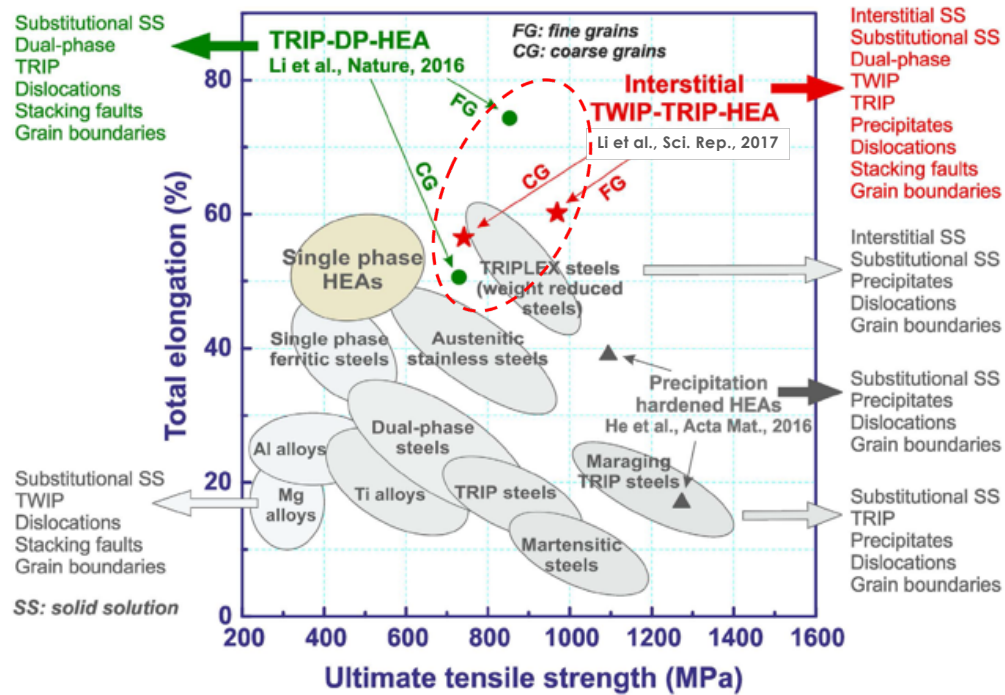 Substitutional SS
Dual-phase
TRIP
Dislocations
Stacking faults
Grain boundaries
TRIP-DP-HEA
Li et al., Nature, 2016
FG: fine grains
CG: coarse grains
Interstitial
TWIP-TRIP-HEA
Li et al., Sci. Rep., 2017
Interstitial SS
Substitutional SS
Dual-phase
TWIP
TRIP
Precipitates
Dislocations
Stacking faults
Grain boundaries
FG
CG
CG
FG
Single phase
HEAs
TRIPLEX steels
(weight reduced
steels)
Interstitial SS
Substitutional SS
Precipitates
Dislocations
Grain boundaries
Single phase
ferritic steels
Austenitic
stainless steels
Precipitation
hardened HEAs
He et al., Acta Mat., 2016
Substitutional SS
Precipitates
Dislocations
Grain boundaries
Dual-phase
steels
Al alloys
Mg
alloys
Ti alloys
TRIP steels
Maraging
TRIP steels
Martensitic
steels
Substitutional SS
TWIP
Dislocations
Stacking faults
Grain boundaries
SS: solid solution
Substitutional SS
TRIP
Precipitates
Dislocations
Grain boundaries
Total elongation (%)
80
60
40
20
0
200
400
600
800
1000
1200
1400
1600
Ultimate tensile strength (MPa)